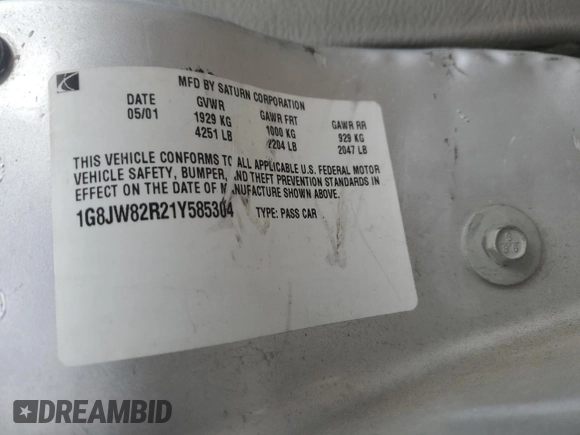 MFD BY SATURN CORPORATION
DATE GVWR GAWR FRT GAWR RR
05/01 1929 KG 1000 KG 929 KG
4251 LB 2204 LB 2047 LB
THIS VEHICLE CONFORMS TO ALL APPLICABLE U.S. FEDERAL MOTOR
VEHICLE SAFETY, BUMPER, AND THEFT PREVENTION STANDARDS IN
EFFECT ON THE DATE OF MANUFACTURE SHOWN ABOVE.
1G8JW82R21Y585304 TYPE: PASS CAR
DREAMBID